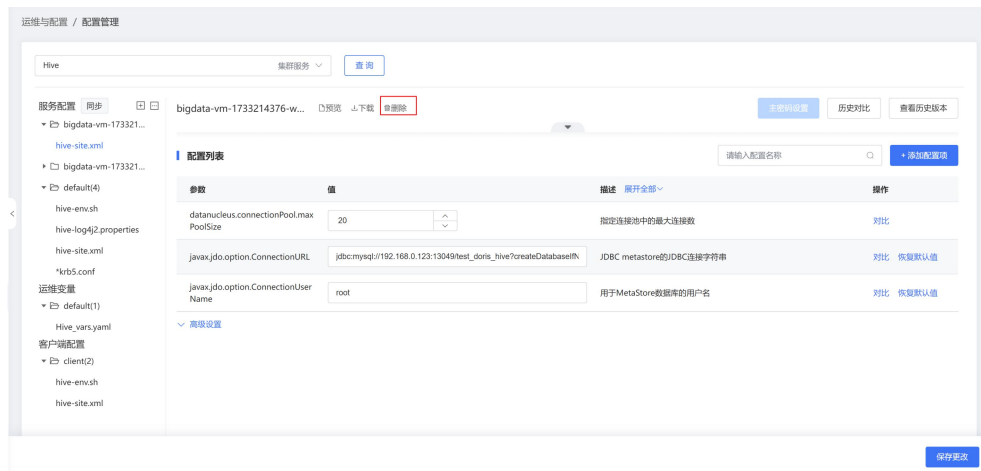 运维与配置 / 配置管理
Hive 集群服务 查询
服务配置 同步
bigdata-vm-173321...
hive-site.xml
bigdata-vm-173321...
default(4)
hive-env.sh
hive-log4j2.properties
hive-site.xml
*krb5.conf
运维变量
default(1)
Hive_vars.yaml
客户端配置
client(2)
hive-env.sh
hive-site.xml
bigdata-vm-1733214376-w... 预览 下载 删除 主密码设置 历史对比 查看历史版本
配置列表 请输入配置名称 + 添加配置项
参数 值 描述 展开全部 操作
datanucleus.connectionPool.max
PoolSize
20 指定连接池中的最大连接数 对比
javax.jdo.option.ConnectionURL jdbc:mysql://192.168.0.123:13049/test_doris_hive?createDatabaseIfN JDBC metastore的JDBC连接字符串 对比 恢复默认值
javax.jdo.option.ConnectionUser
Name
root 用于MetaStore数据库的用户名 对比 恢复默认值
高级设置
保存更改